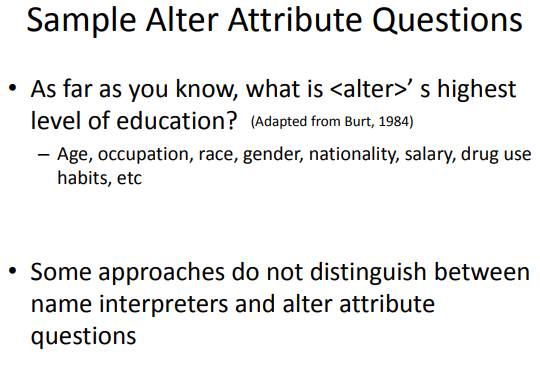 Sample Alter Attribute Questions
• As far as you know, what is <alter>’ s highest
level of education? (Adapted from Burt, 1984)
– Age, occupation, race, gender, nationality, salary, drug use
habits, etc
• Some approaches do not distinguish between
name interpreters and alter attribute
questions